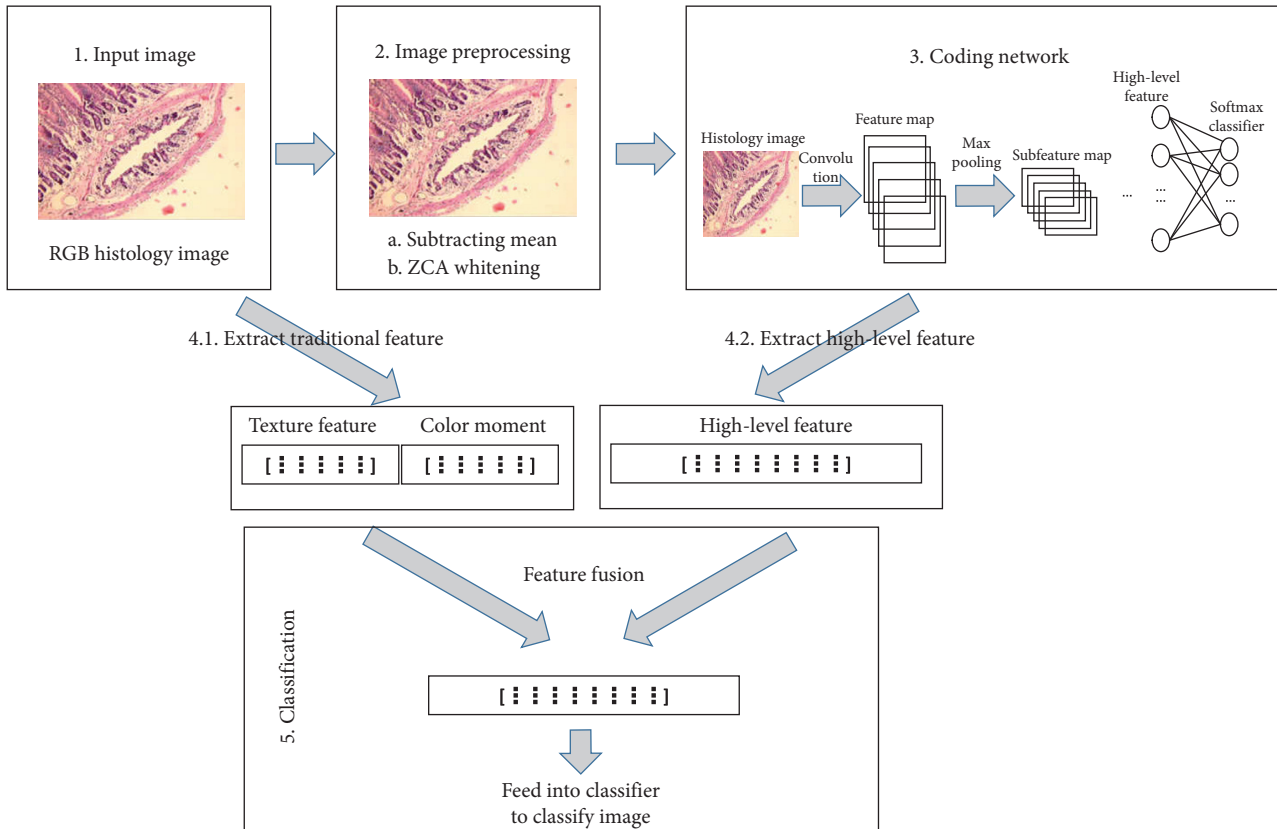 1. Input image
RGB histology image
2. Image preprocessing
a. Subtracting mean
b. ZCA whitening
3. Coding network
Histology image
Convolu
tion
Feature map
Max
pooling
Subfeature map
...
High-level
feature
...
...
Softmax
classifier
...
4.1. Extract traditional feature
4.2. Extract high-level feature
Texture feature
Color moment
High-level feature
5. Classification
Feature fusion
Feed into classifier
to classify image